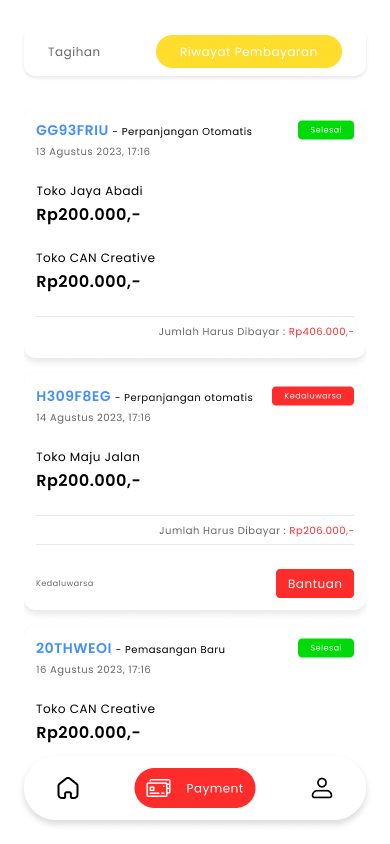 Tagihan
Riwayat Pembayaran
GG93FRIU - Perpanjangan Otomatis
Selesai
13 Agustus 2023, 17:16
Toko Jaya Abadi
Rp200.000,-
Toko CAN Creative
Rp200.000,-
Jumlah Harus Dibayar : Rp406.000,-
H309F8EG - Perpanjangan otomatis
Kedaluwarsa
14 Agustus 2023, 17:16
Toko Maju Jalan
Rp200.000,-
Jumlah Harus Dibayar : Rp206.000,-
Kedaluwarsa
Bantuan
20THWEOI - Pemasangan Baru
Selesai
16 Agustus 2023, 17:16
Toko CAN Creative
Rp200.000,-
Payment